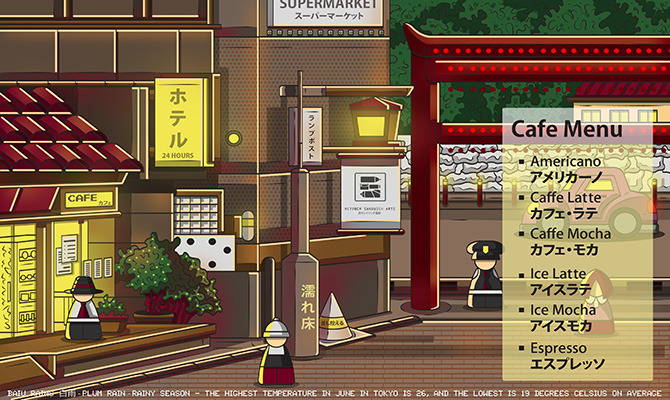 SUPERMARKET
スーパーマーケット
ホテル
24 HOURS
ランプポスト
CAFE
カフェ
濡れ床
Cafe Menu
Americano
アメリカーノ
Caffe Latte
カフェ・ラテ
Caffe Mocha
カフェ・モカ
Ice Latte
アイスラテ
Ice Mocha
アイスモカ
Espresso
エスプレッソ
BAIU RAINS 白雨 - PLUM RAIN - RAINY SEASON - THE HIGHEST TEMPERATURE IN JUNE IN TOKYO IS 26, AND THE LOWEST IS 19 DEGREES CELSIUS ON AVERAGE